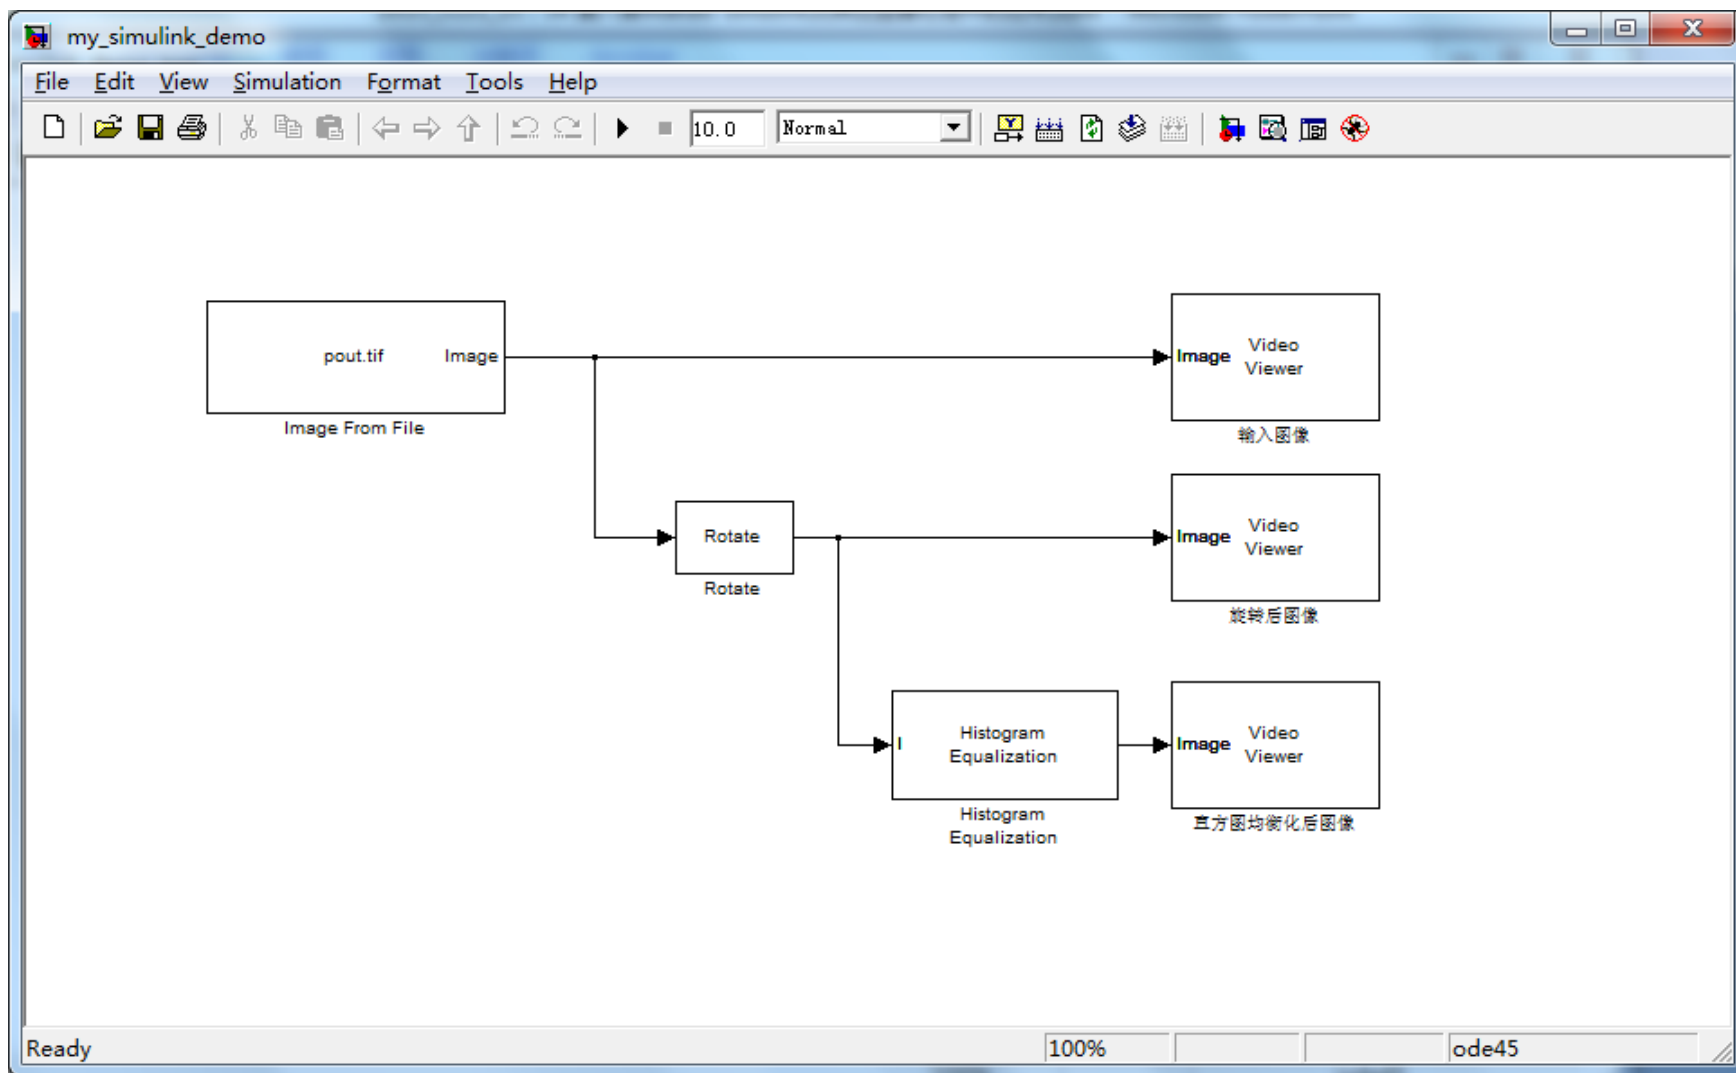 my_simulink_demo
File Edit View Simulation Format Tools Help
10.0 Normal
pout.tif Image
Image From File
Image Video
Viewer
输入图像
Rotate
Rotate
Image Video
Viewer
旋转后图像
I Histogram
Equalization
Histogram
Equalization
Image Video
Viewer
直方图均衡化后图像
Ready 100% ode45